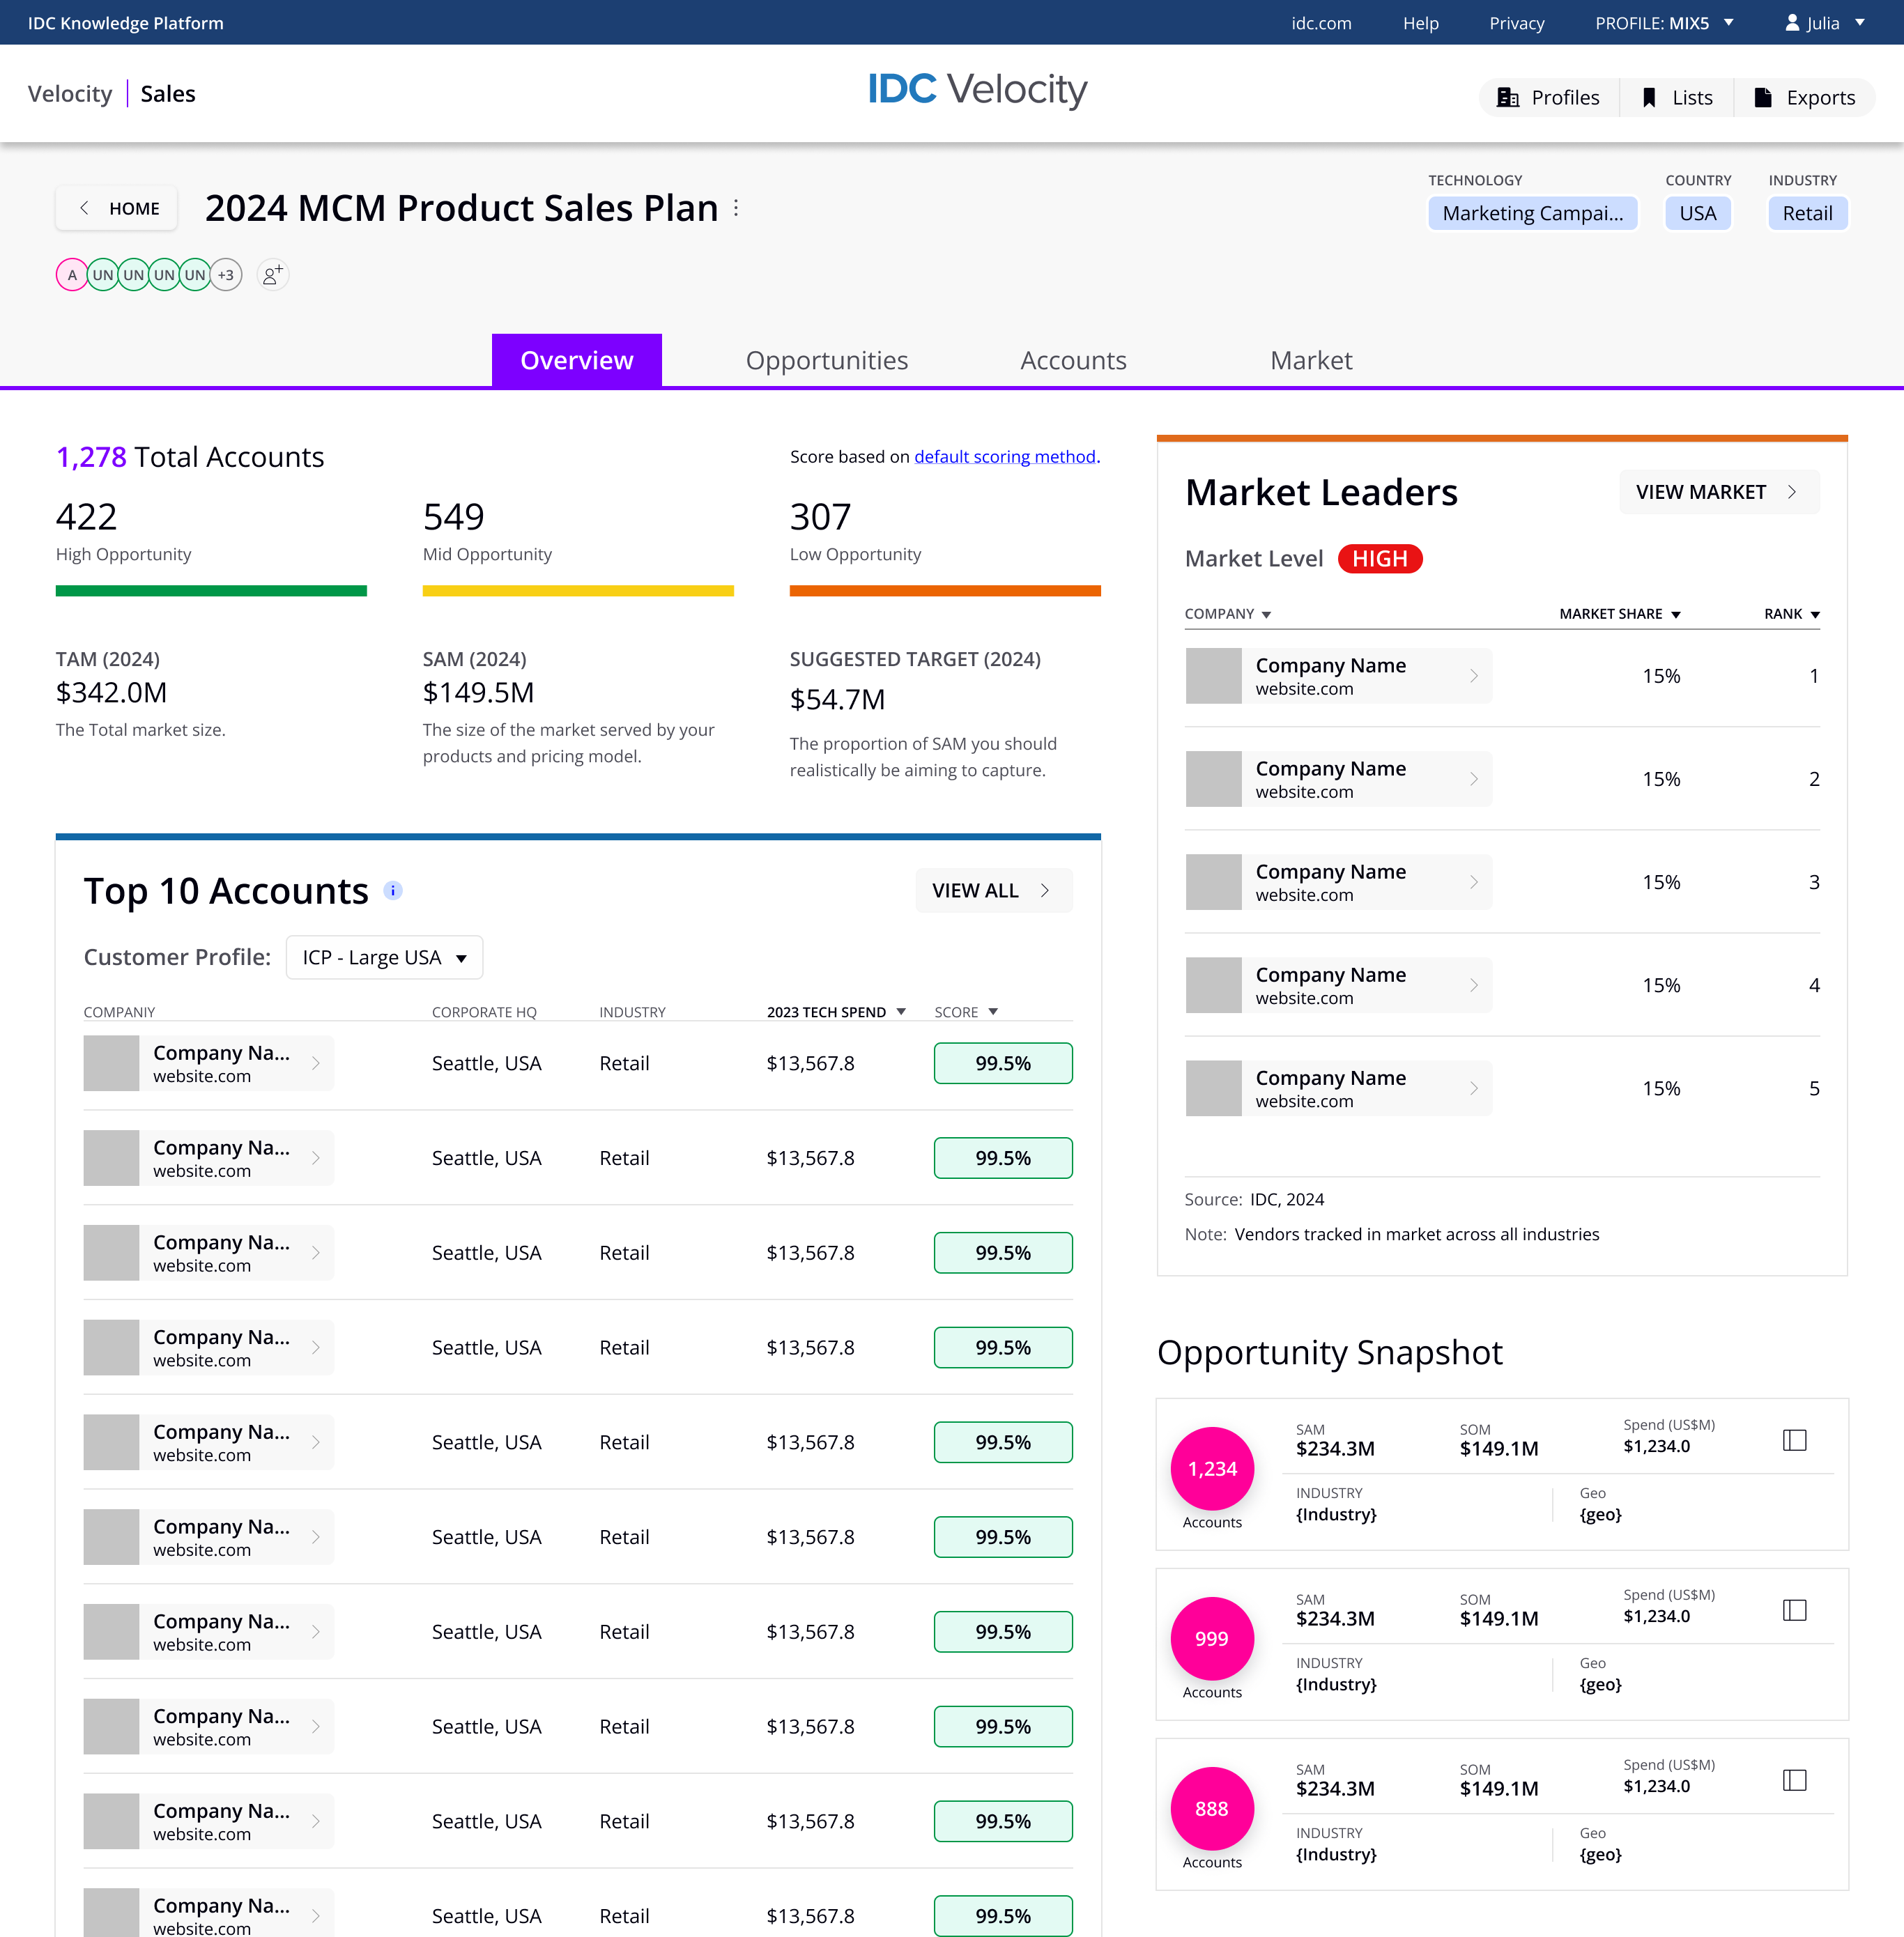 IDC Knowledge Platform
idc.com Help Privacy PROFILE: MIX5 Julia
Velocity Sales
IDC Velocity
Profiles Lists Exports
HOME
2024 MCM Product Sales Plan
TECHNOLOGY COUNTRY INDUSTRY
Marketing Campai... USA Retail
A UN UN UN UN +3
Overview Opportunities Accounts Market
1,278 Total Accounts
Score based on default scoring method.
422 549 307
High Opportunity Mid Opportunity Low Opportunity
TAM (2024)
$342.0M
The Total market size.
SAM (2024)
$149.5M
The size of the market served by your
products and pricing model.
SUGGESTED TARGET (2024)
$54.7M
The proportion of SAM you should
realistically be aiming to capture.
Top 10 Accounts i
VIEW ALL
Customer Profile: ICP - Large USA
COMPANIY CORPORATE HQ INDUSTRY 2023 TECH SPEND SCORE
Company Na... Seattle, USA Retail $13,567.8 99.5%
website.com
Company Na... Seattle, USA Retail $13,567.8 99.5%
website.com
Company Na... Seattle, USA Retail $13,567.8 99.5%
website.com
Company Na... Seattle, USA Retail $13,567.8 99.5%
website.com
Company Na... Seattle, USA Retail $13,567.8 99.5%
website.com
Company Na... Seattle, USA Retail $13,567.8 99.5%
website.com
Company Na... Seattle, USA Retail $13,567.8 99.5%
website.com
Company Na... Seattle, USA Retail $13,567.8 99.5%
website.com
Company Na... Seattle, USA Retail $13,567.8 99.5%
website.com
Company Na... Seattle, USA Retail $13,567.8 99.5%
website.com
Market Leaders
VIEW MARKET
Market Level HIGH
COMPANY MARKET SHARE RANK
Company Name 15% 1
website.com
Company Name 15% 2
website.com
Company Name 15% 3
website.com
Company Name 15% 4
website.com
Company Name 15% 5
website.com
Source: IDC, 2024
Note: Vendors tracked in market across all industries
Opportunity Snapshot
1,234
Accounts
SAM SOM Spend (US$M)
$234.3M $149.1M $1,234.0
INDUSTRY Geo
{Industry} {geo}
999
Accounts
SAM SOM Spend (US$M)
$234.3M $149.1M $1,234.0
INDUSTRY Geo
{Industry} {geo}
888
Accounts
SAM SOM Spend (US$M)
$234.3M $149.1M $1,234.0
INDUSTRY Geo
{Industry} {geo}